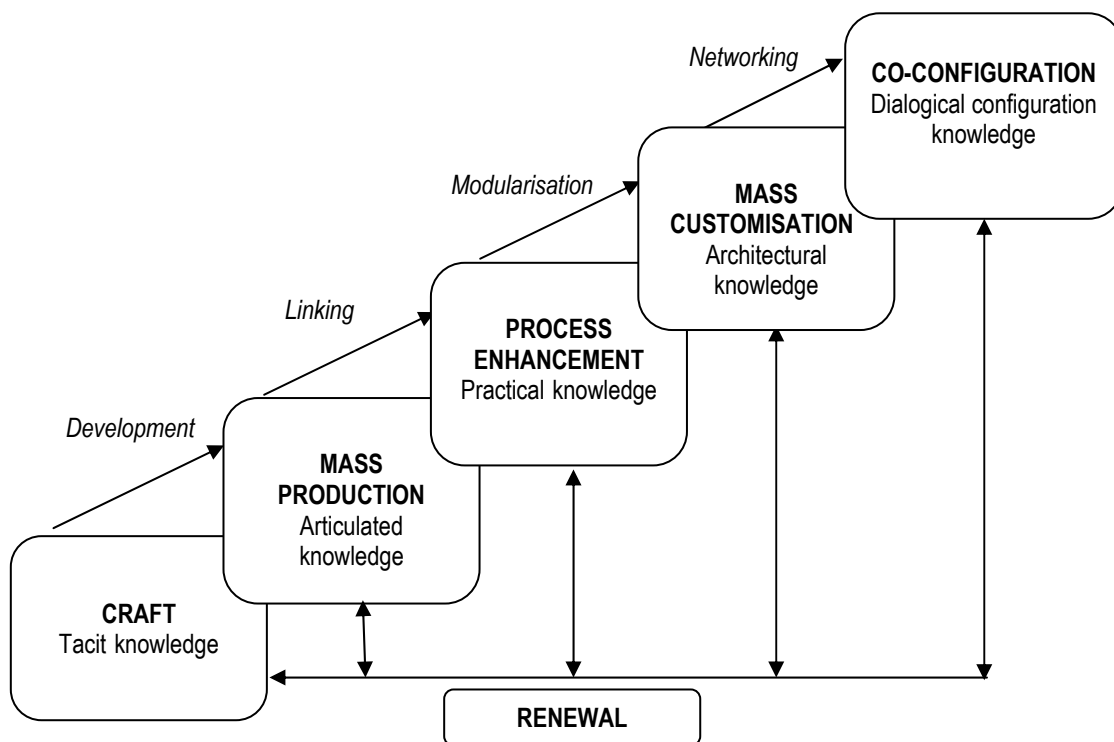 Networking
CO-CONFIGURATION
Dialogical configuration
knowledge
Modularisation
MASS
CUSTOMISATION
Architectural
knowledge
Linking
PROCESS
ENHANCEMENT
Practical knowledge
Development
MASS
PRODUCTION
Articulated
knowledge
CRAFT
Tacit knowledge
RENEWAL